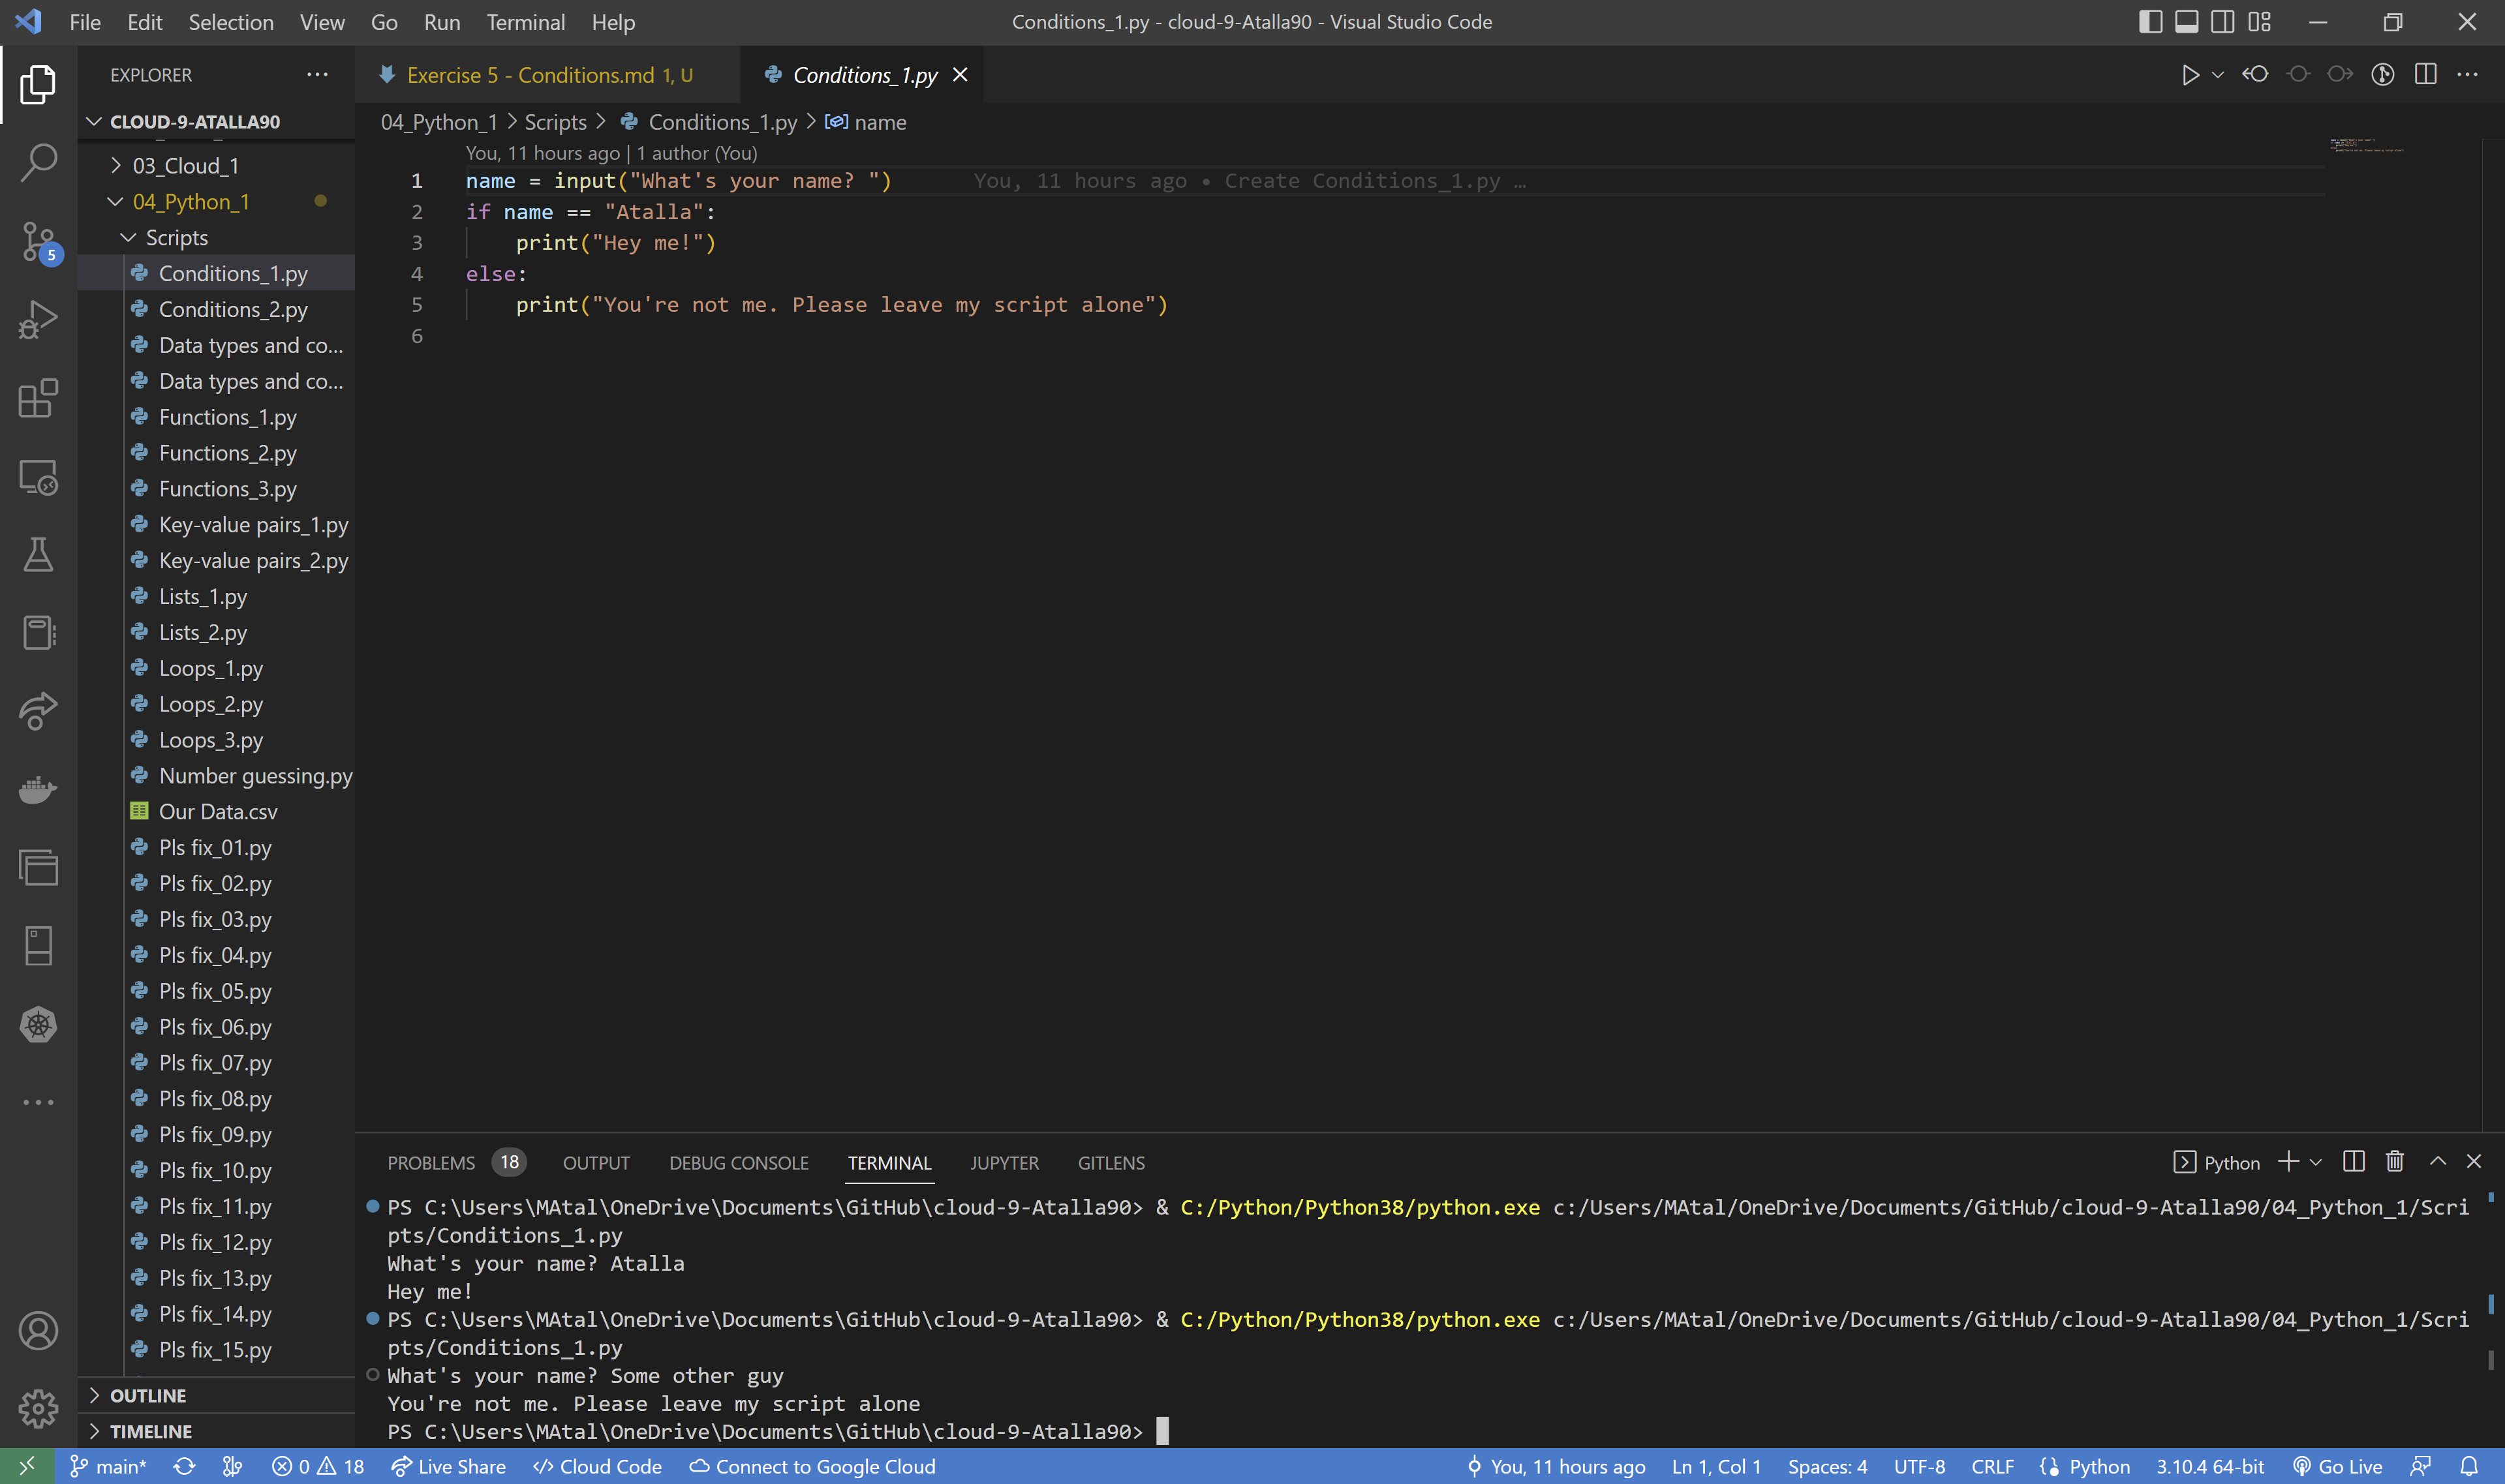 File Edit Selection View Go Run Terminal Help
Conditions_1.py - cloud-9-Atalla90 - Visual Studio Code
EXPLORER
CLOUD-9-ATALLA90
03_Cloud_1
04_Python_1
Scripts
Conditions_1.py
Conditions_2.py
Data types and co...
Data types and co...
Functions_1.py
Functions_2.py
Functions_3.py
Key-value pairs_1.py
Key-value pairs_2.py
Lists_1.py
Lists_2.py
Loops_1.py
Loops_2.py
Loops_3.py
Number guessing.py
Our Data.csv
Pls fix_01.py
Pls fix_02.py
Pls fix_03.py
Pls fix_04.py
Pls fix_05.py
Pls fix_06.py
Pls fix_07.py
Pls fix_08.py
Pls fix_09.py
Pls fix_10.py
Pls fix_11.py
Pls fix_12.py
Pls fix_13.py
Pls fix_14.py
Pls fix_15.py
OUTLINE
TIMELINE
5
Exercise 5 - Conditions.md 1, U
Conditions_1.py
04_Python_1 > Scripts > Conditions_1.py > name
You, 11 hours ago | 1 author (You)
1 name = input("What's your name? ") You, 11 hours ago • Create Conditions_1.py …
2 if name == "Atalla":
3 print("Hey me!")
4 else:
5 print("You're not me. Please leave my script alone")
6
PROBLEMS 18 OUTPUT DEBUG CONSOLE TERMINAL JUPYTER GITLENS
Python
PS C:\Users\MAtal\OneDrive\Documents\GitHub\cloud-9-Atalla90> & C:/Python/Python38/python.exe c:/Users/MAtal/OneDrive/Documents/GitHub/cloud-9-Atalla90/04_Python_1/Scri
pts/Conditions_1.py
What's your name? Atalla
Hey me!
PS C:\Users\MAtal\OneDrive\Documents\GitHub\cloud-9-Atalla90> & C:/Python/Python38/python.exe c:/Users/MAtal/OneDrive/Documents/GitHub/cloud-9-Atalla90/04_Python_1/Scri
pts/Conditions_1.py
What's your name? Some other guy
You're not me. Please leave my script alone
PS C:\Users\MAtal\OneDrive\Documents\GitHub\cloud-9-Atalla90>
main* 0 18 Live Share Cloud Code Connect to Google Cloud
You, 11 hours ago Ln 1, Col 1 Spaces: 4 UTF-8 CRLF Python 3.10.4 64-bit Go Live